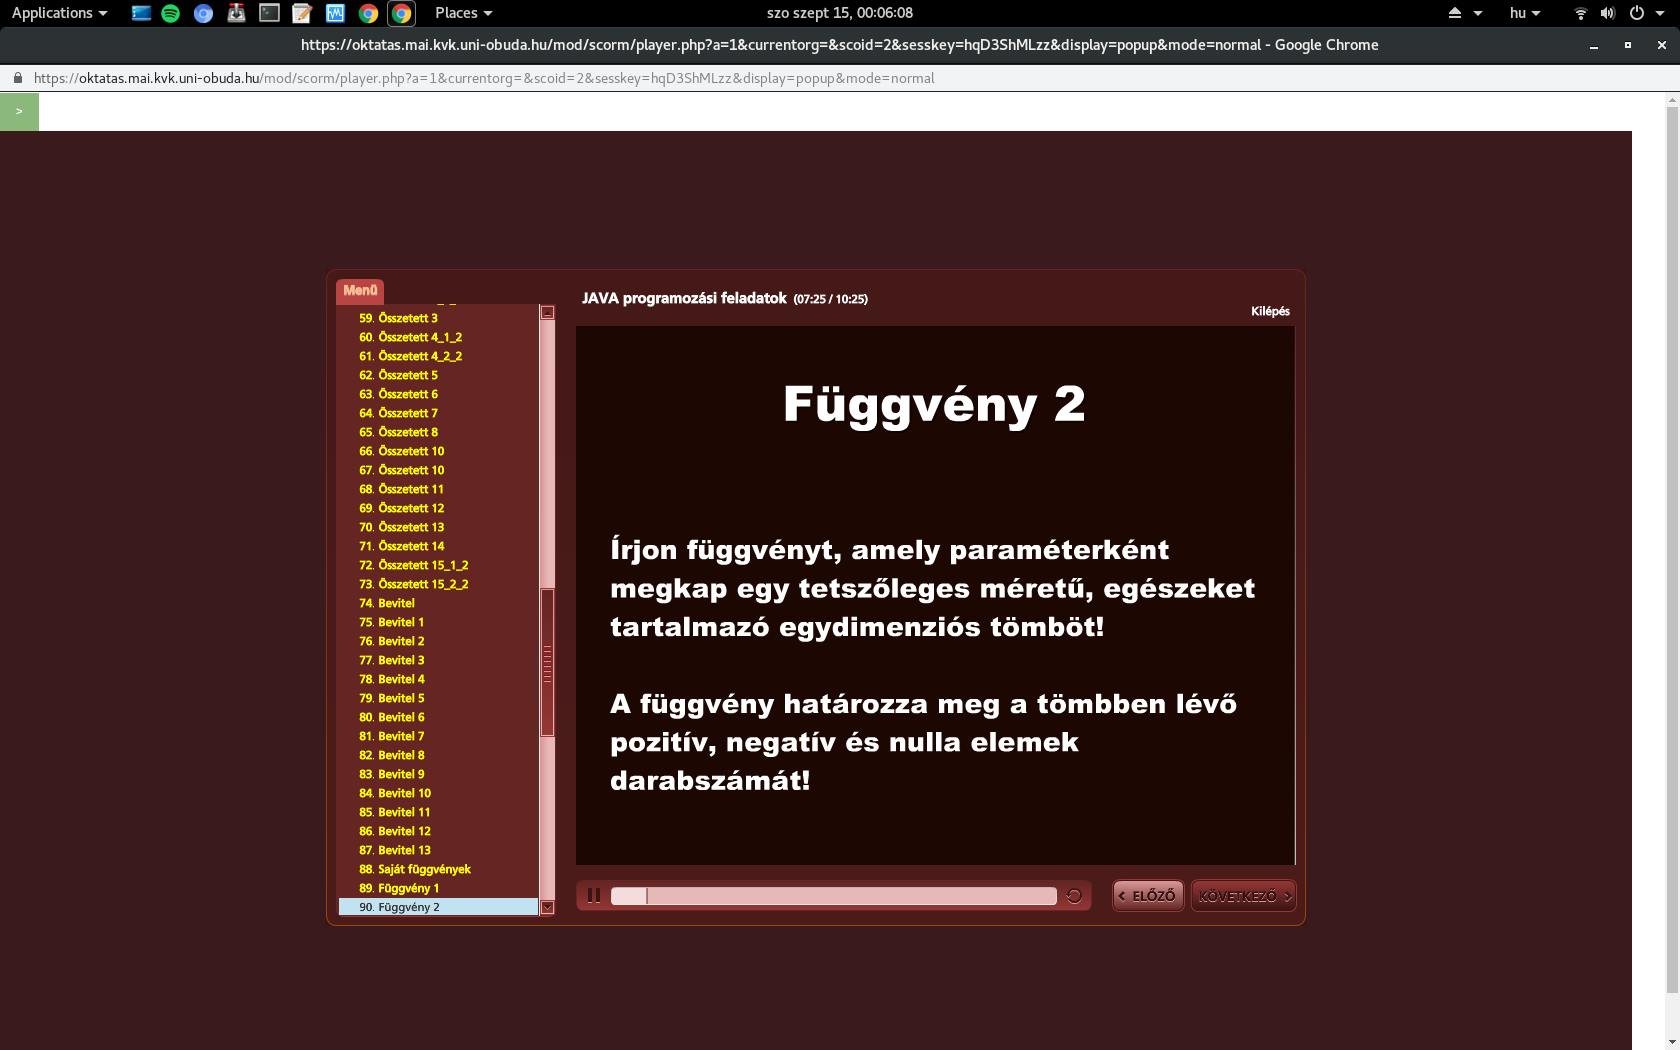 Applications
Places
szo szept 15, 00:06:08
hu
https://oktatas.mai.kvk.uni-obuda.hu/mod/scorm/player.php?a=1&currentorg=&scoid=2&sesskey=hqD3ShMLzz&display=popup&mode=normal - Google Chrome
https://oktatas.mai.kvk.uni-obuda.hu/mod/scorm/player.php?a=1&currentorg=&scoid=2&sesskey=hqD3ShMLzz&display=popup&mode=normal
>
Menü
59. Összetett 3
60. Összetett 4_1_2
61. Összetett 4_2_2
62. Összetett 5
63. Összetett 6
64. Összetett 7
65. Összetett 8
66. Összetett 10
67. Összetett 10
68. Összetett 11
69. Összetett 12
70. Összetett 13
71. Összetett 14
72. Összetett 15_1_2
73. Összetett 15_2_2
74. Bevitel
75. Bevitel 1
76. Bevitel 2
77. Bevitel 3
78. Bevitel 4
79. Bevitel 5
80. Bevitel 6
81. Bevitel 7
82. Bevitel 8
83. Bevitel 9
84. Bevitel 10
85. Bevitel 11
86. Bevitel 12
87. Bevitel 13
88. Saját függvények
89. Függvény 1
90. Függvény 2
JAVA programozási feladatok (07:25 / 10:25)
Kilépés
Függvény 2
Írjon függvényt, amely paraméterként
megkap egy tetszőleges méretű, egészeket
tartalmazó egydimenziós tömböt!
A függvény határozza meg a tömbben lévő
pozitív, negatív és nulla elemek
darabszámát!
< ELŐZŐ
KÖVETKEZŐ >